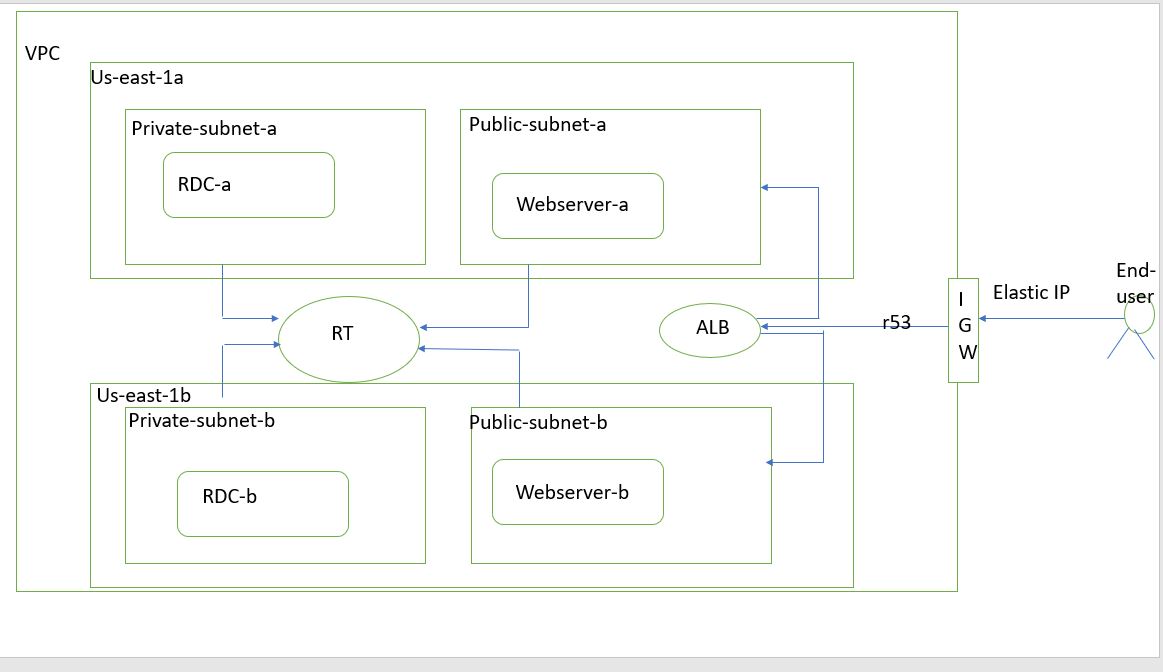 VPC
Us-east-1a
Private-subnet-a
Public-subnet-a
RDC-a
Webserver-a
End-
user
Elastic IP
I
G
W
r53
ALB
RT
Us-east-1b
Private-subnet-b
Public-subnet-b
RDC-b
Webserver-b